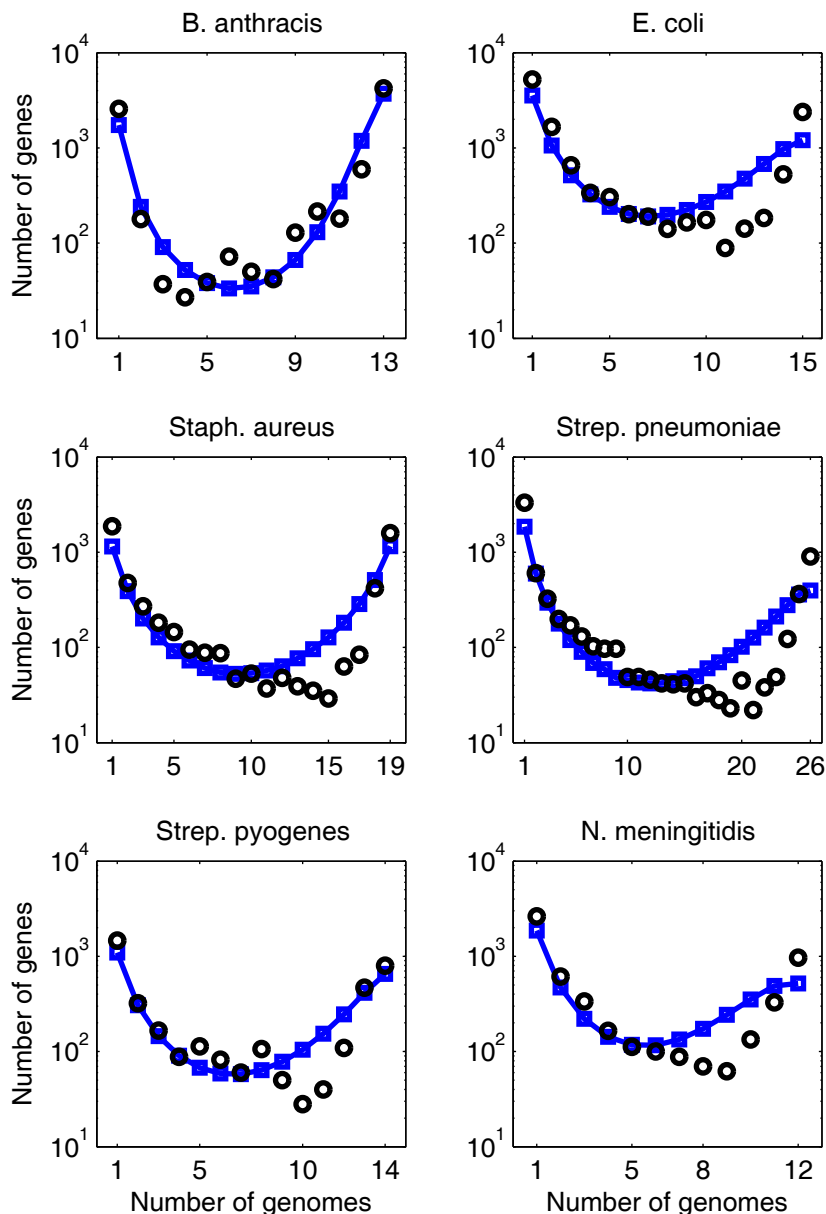 B. anthracis
E. coli
Number of genes
10^4
10^3
10^2
10^1
1 5 9 13
10^4
10^3
10^2
10^1
1 5 10 15
Staph. aureus
Strep. pneumoniae
Number of genes
10^4
10^3
10^2
10^1
1 5 10 15 19
10^4
10^3
10^2
10^1
1 10 20 26
Strep. pyogenes
N. meningitidis
Number of genes
10^4
10^3
10^2
10^1
1 5 10 14
Number of genomes
10^4
10^3
10^2
10^1
1 5 8 12
Number of genomes